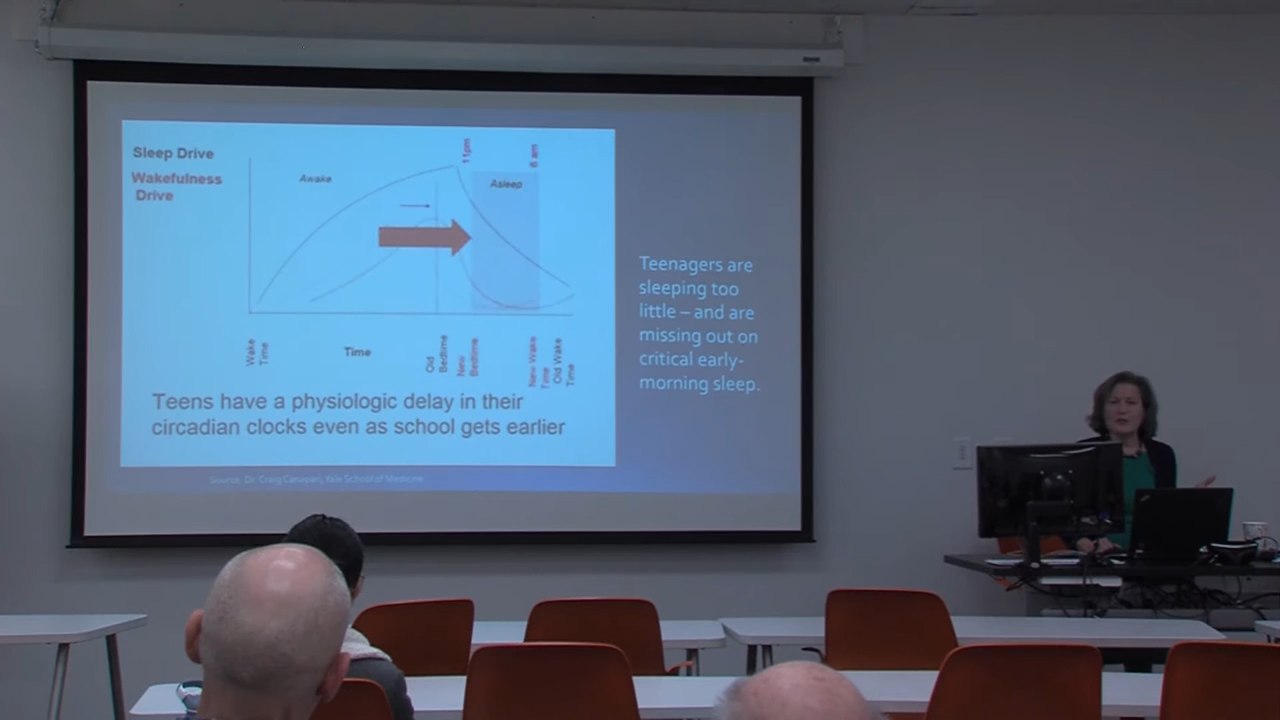 Sleep Drive
Wakefulness
Drive
Awake
11pm
6 am
Asleep
Wake
Time
Time
Old
Bedtime
New
Bedtime
New Wake
Time
Old Wake
Time
Teens have a physiologic delay in their
circadian clocks even as school gets earlier
Teenagers are
sleeping too
little – and are
missing out on
critical early-
morning sleep.
Source: Dr. Craig Canapari, Yale School of Medicine